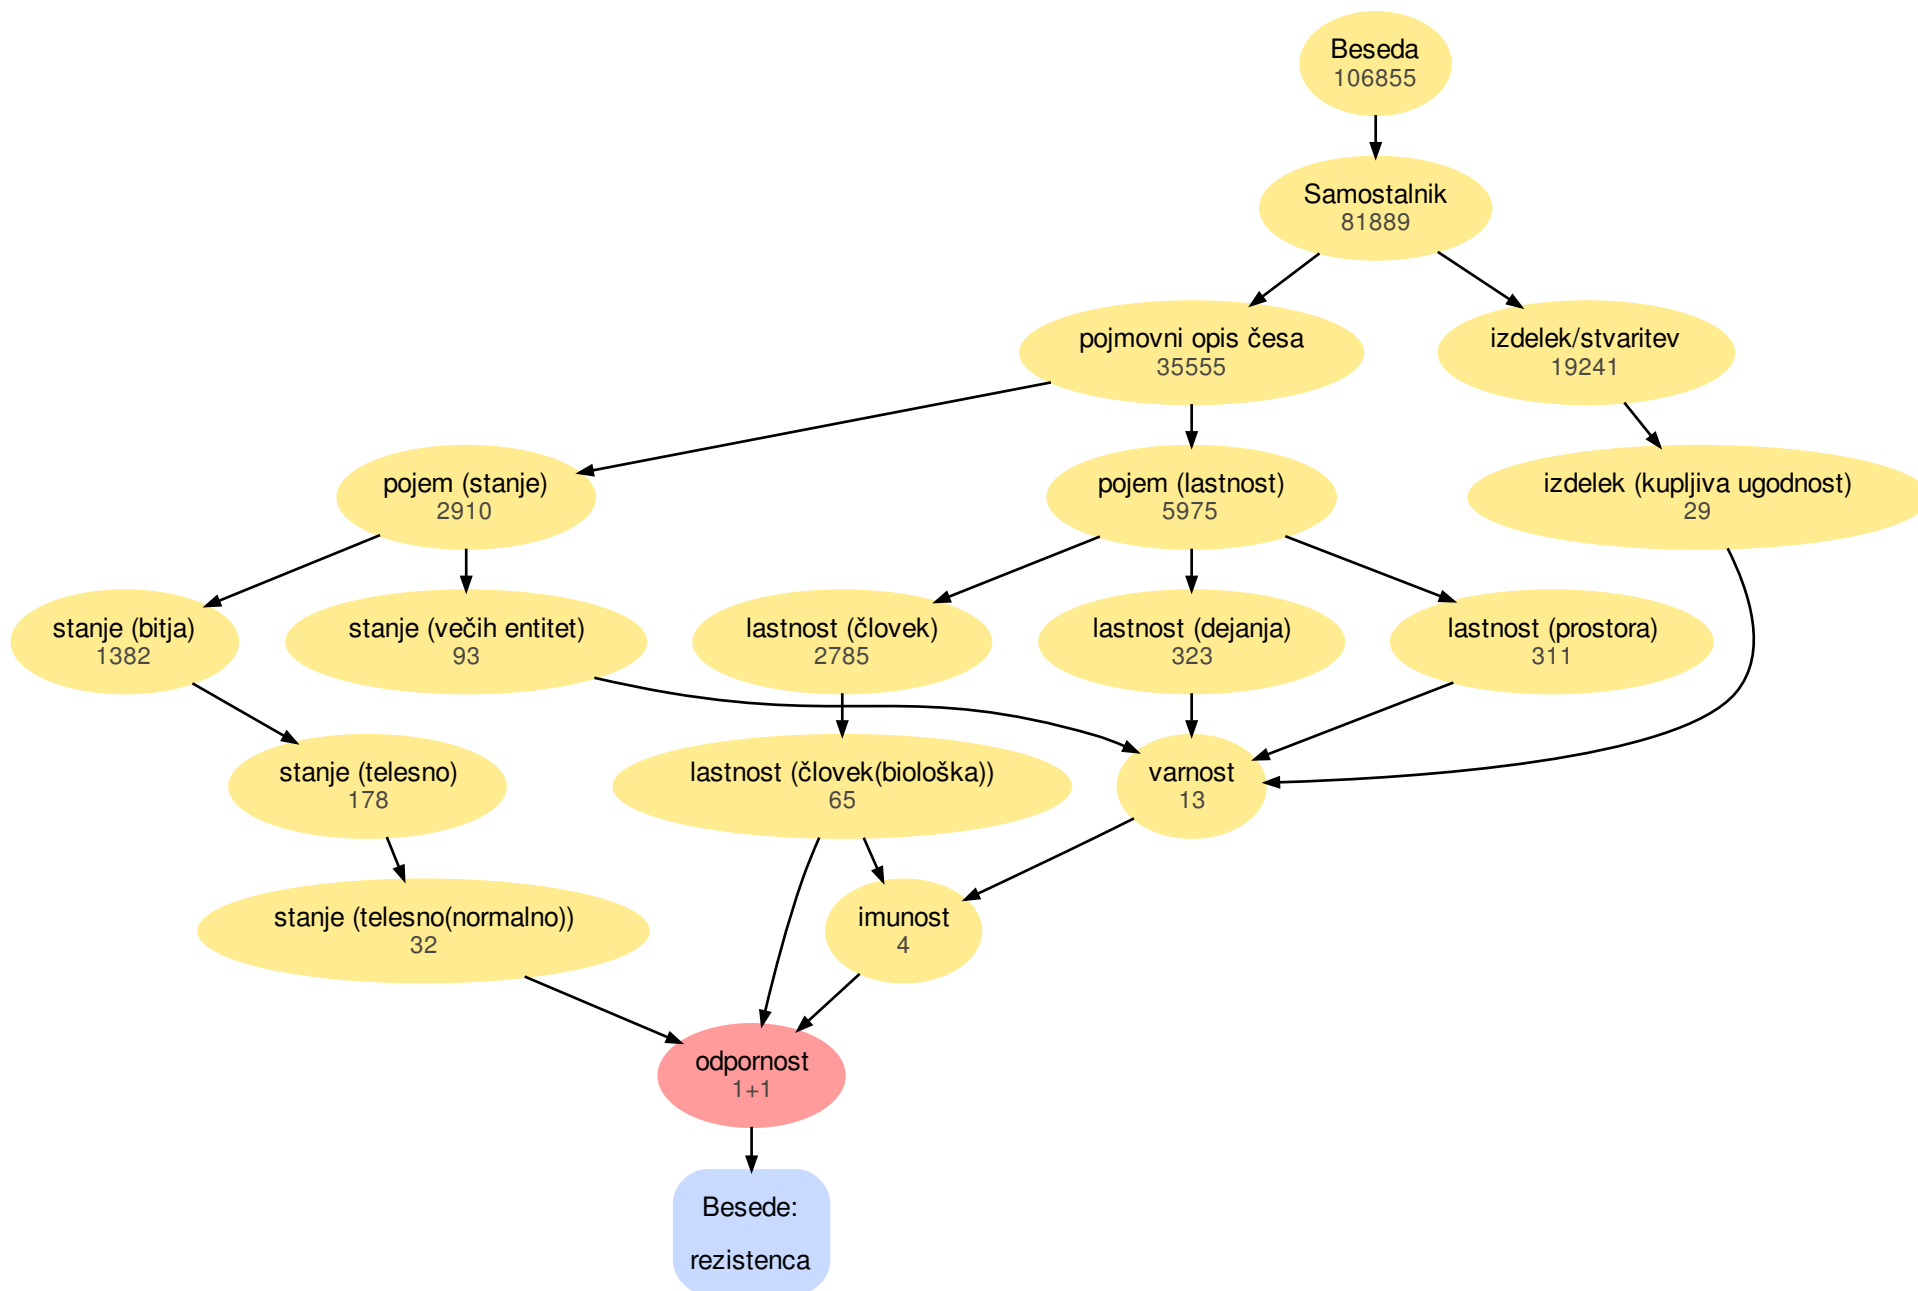 Beseda
106855
Samostalnik
81889
pojmovni opis česa
35555
izdelek/stvaritev
19241
pojem (stanje)
2910
pojem (lastnost)
5975
izdelek (kupljiva ugodnost)
29
stanje (bitja)
1382
stanje (večih entitet)
93
lastnost (človek)
2785
lastnost (dejanja)
323
lastnost (prostora)
311
stanje (telesno)
178
lastnost (človek(biološka))
65
varnost
13
stanje (telesno(normalno))
32
imunost
4
odpornost
1+1
Besede:
rezistenca